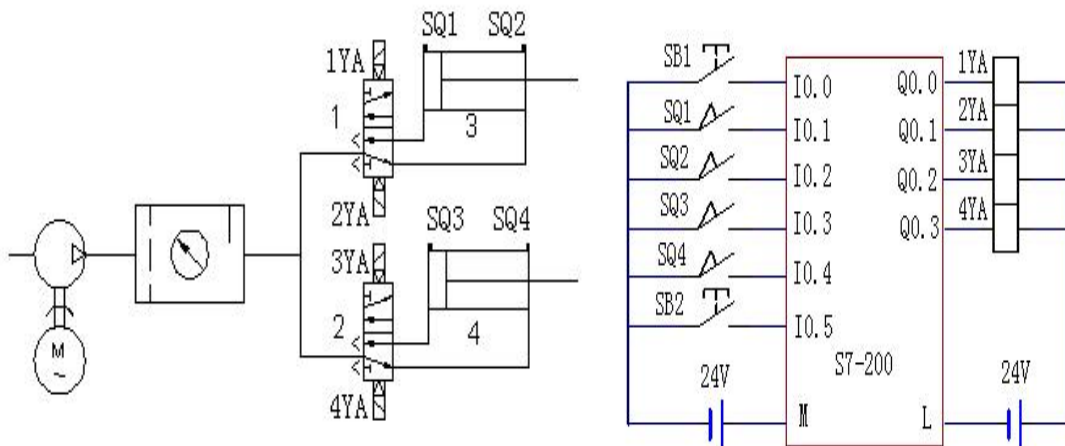 SQ1 SQ2
1YA
1
3
2YA
SQ3 SQ4
3YA
2
4
4YA
M
~
SB1 I0.0 Q0.0 1YA
SQ1 I0.1 Q0.1 2YA
SQ2 I0.2 Q0.2 3YA
SQ3 I0.3 Q0.3 4YA
SQ4 I0.4
SB2 I0.5
S7-200
24V M L 24V